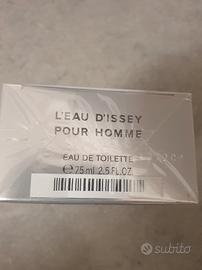 L'EAU D'ISSEY
POUR HOMME
EAU DE TOILETTE
℮ 75 ml 2.5 FL.OZ.
subito